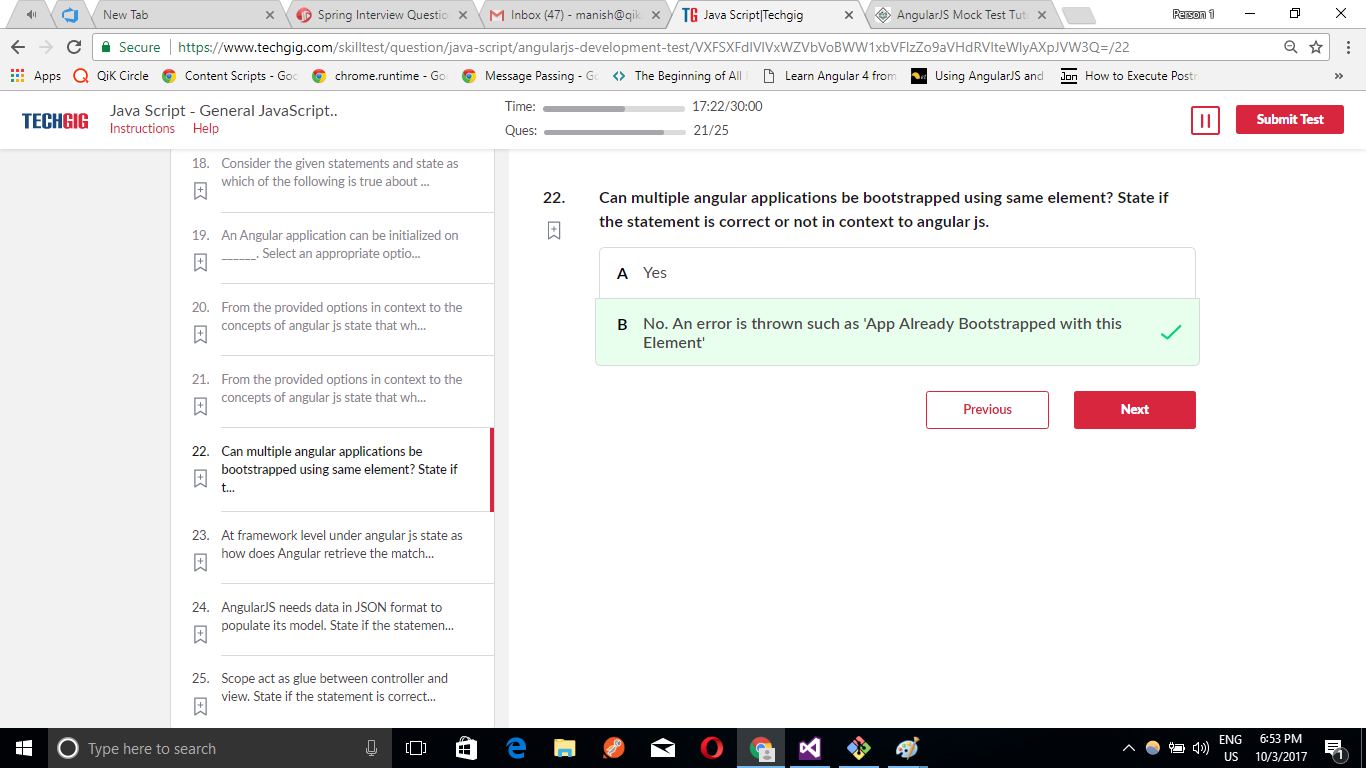 New Tab
Spring Interview Questio
Inbox (47) - manish@qik
Java Script|Techgig
AngularJS Mock Test Tuto
Person 1
Secure
https://www.techgig.com/skilltest/question/java-script/angularjs-development-test/
/22
Apps
QiK Circle
Content Scripts - Goo
chrome.runtime - Go
Message Passing - Go
The Beginning of All
Learn Angular 4 from
Using AngularJS and
Jan
How to Execute Postr
TECHGIG
Java Script - General JavaScript..
Instructions Help
Time: 17:22/30:00
Ques: 21/25
Submit Test
18. Consider the given statements and state as
which of the following is true about ...
19. An Angular application can be initialized on
______. Select an appropriate optio...
20. From the provided options in context to the
concepts of angular js state that wh...
21. From the provided options in context to the
concepts of angular js state that wh...
22. Can multiple angular applications be
bootstrapped using same element? State if
t...
23. At framework level under angular js state as
how does Angular retrieve the match...
24. AngularJS needs data in JSON format to
populate its model. State if the statemen...
25. Scope act as glue between controller and
view. State if the statement is correct...
22. Can multiple angular applications be bootstrapped using same element? State if
the statement is correct or not in context to angular js.
A Yes
B No. An error is thrown such as 'App Already Bootstrapped with this
Element'
Previous
Next
Type here to search
ENG
US
6:53 PM
10/3/2017
1